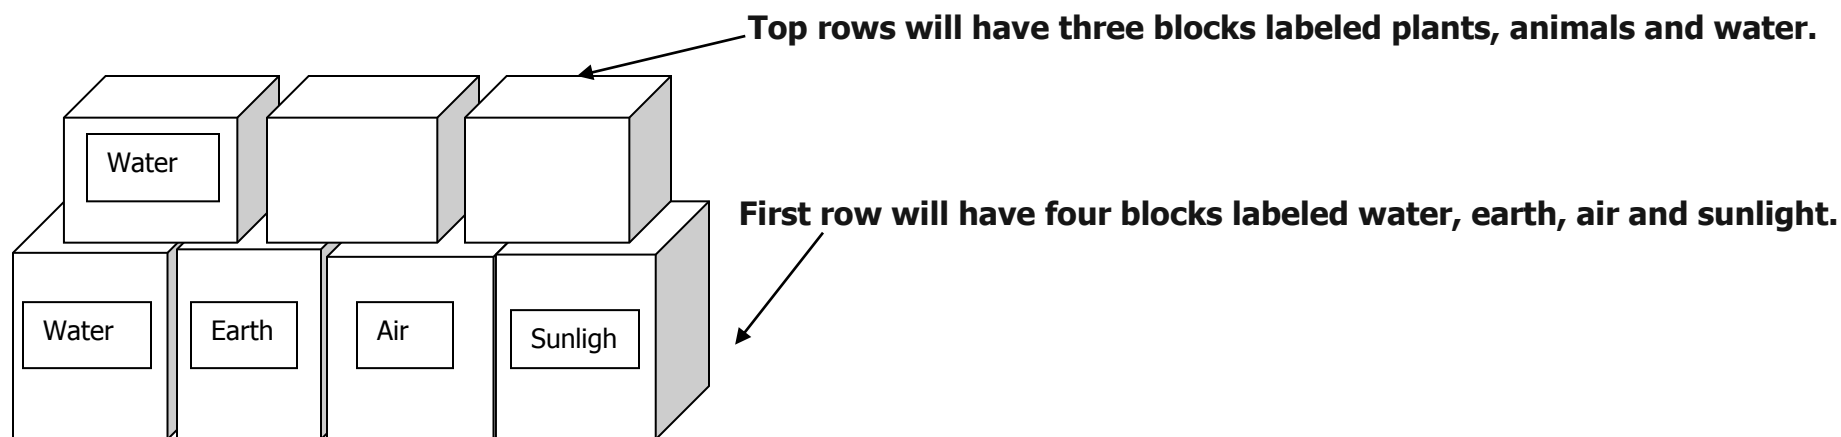 Top rows will have three blocks labeled plants, animals and water.
Water
First row will have four blocks labeled water, earth, air and sunlight.
Water
Earth
Air
Sunligh